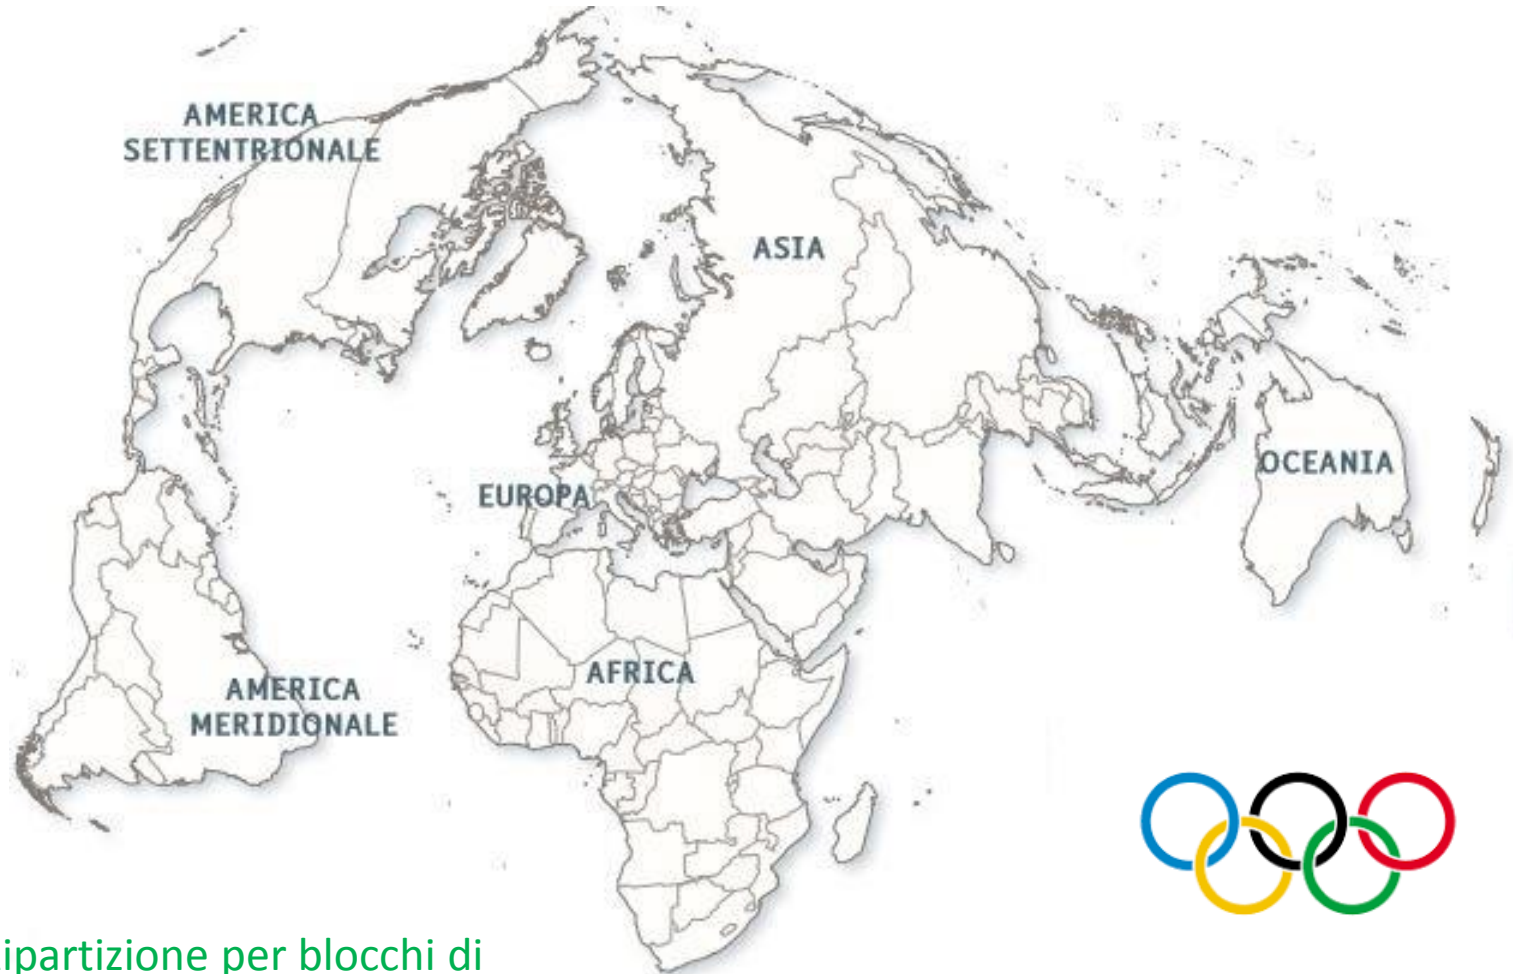 AMERICA
SETTENTRIONALE
ASIA
OCEANIA
EUROPA
AFRICA
AMERICA
MERIDIONALE
ipartizione per blocchi di